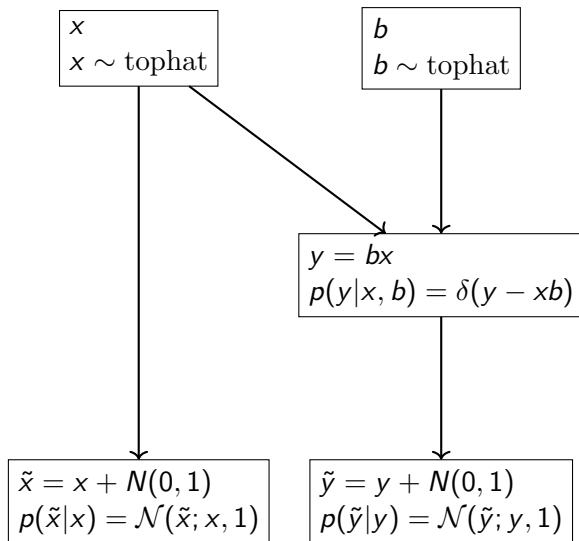 x
x ∼ tophat
b
b ∼ tophat
y = bx
p(y|x, b) = δ(y − xb)
x̃ = x + N(0, 1)
p(x̃|x) = 𝒩(x̃; x, 1)
ỹ = y + N(0, 1)
p(ỹ|y) = 𝒩(ỹ; y, 1)